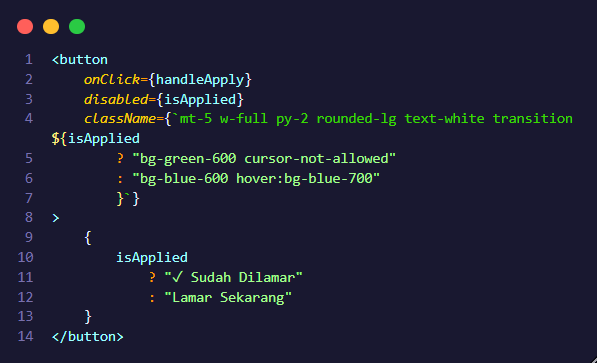 1 <button
2 onClick={handleApply}
3 disabled={isApplied}
4 className={`mt-5 w-full py-2 rounded-lg text-white transition
${isApplied
5 ? "bg-green-600 cursor-not-allowed"
6 : "bg-blue-600 hover:bg-blue-700"
7 }`}
8 >
9 {
10 isApplied
11 ? "✓ Sudah Dilamar"
12 : "Lamar Sekarang"
13 }
14 </button>